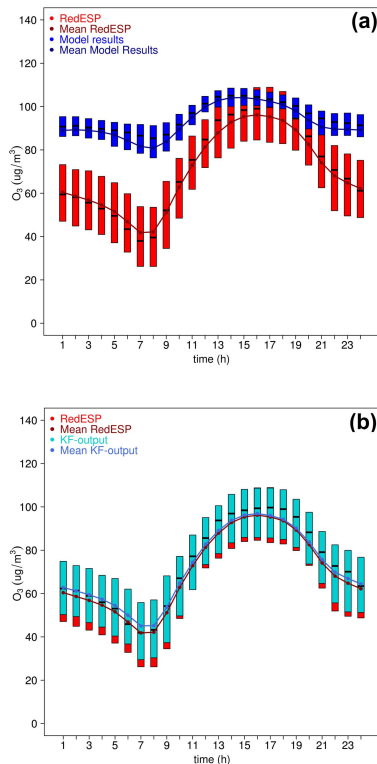 (a)
RedESP
Mean RedESP
Model results
Mean Model Results
O₃ (ug/m³)
140
120
100
80
60
40
20
0
1 3 5 7 9 11 13 15 17 19 21 23
time (h)
(b)
RedESP
Mean RedESP
KF-output
Mean KF-output
O₃ (ug/m³)
140
120
100
80
60
40
20
0
1 3 5 7 9 11 13 15 17 19 21 23
time (h)